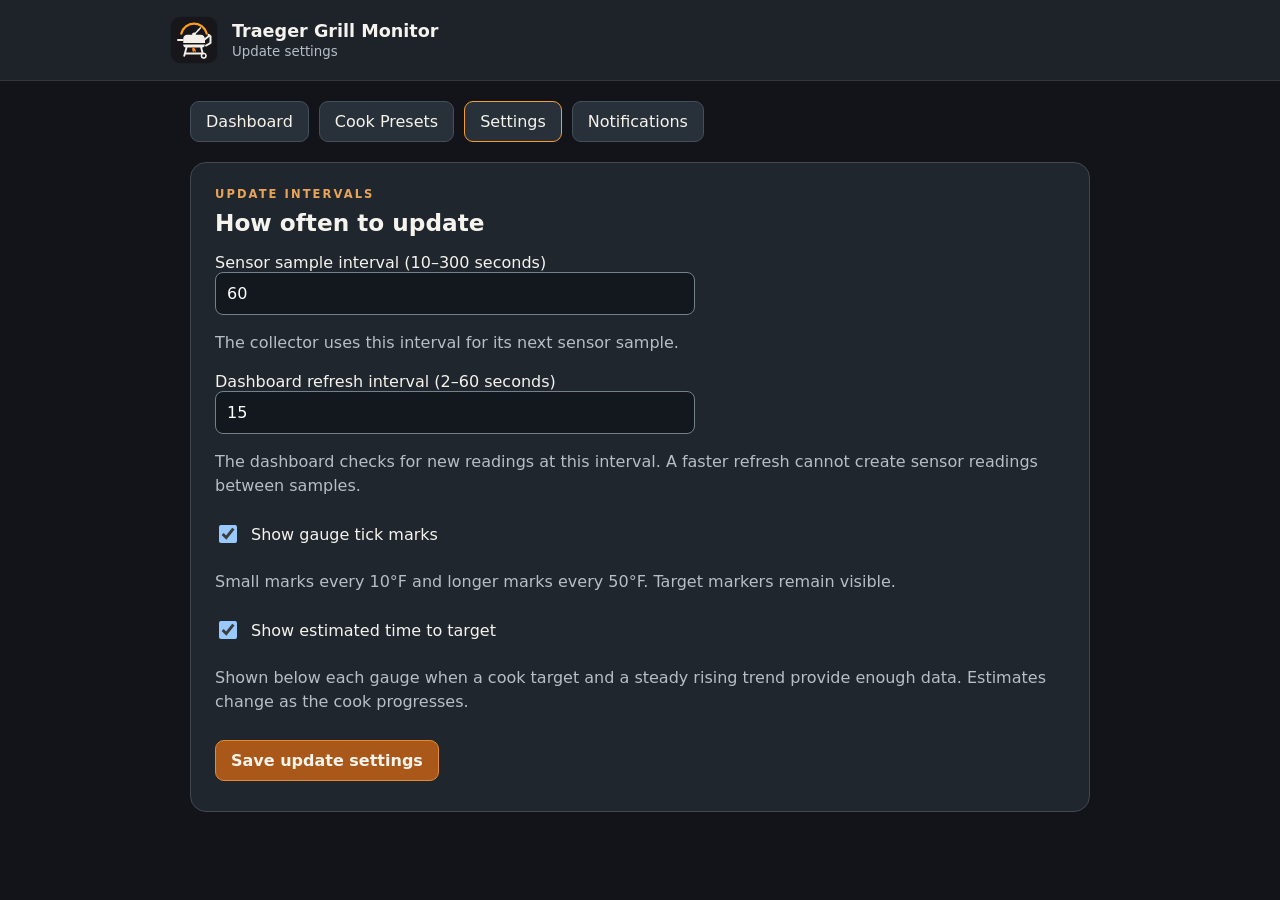 Traeger Grill Monitor
Update settings
Dashboard
Cook Presets
Settings
Notifications
UPDATE INTERVALS
How often to update
Sensor sample interval (10–300 seconds)
60
The collector uses this interval for its next sensor sample.
Dashboard refresh interval (2–60 seconds)
15
The dashboard checks for new readings at this interval. A faster refresh cannot create sensor readings
between samples.
Show gauge tick marks
Small marks every 10°F and longer marks every 50°F. Target markers remain visible.
Show estimated time to target
Shown below each gauge when a cook target and a steady rising trend provide enough data. Estimates
change as the cook progresses.
Save update settings